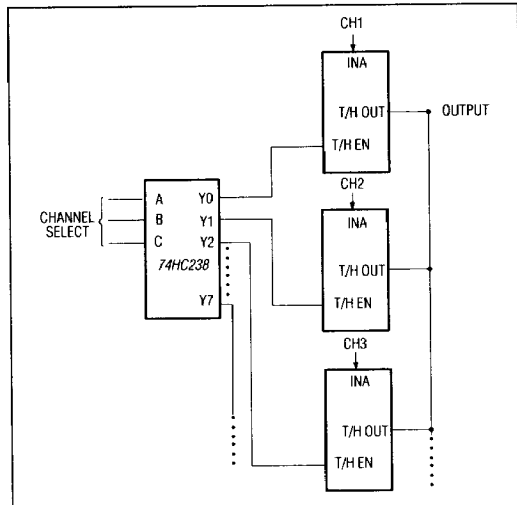 CH1
INA
T/H OUT
OUTPUT
T/H EN
CH2
A Y0
INA
CHANNEL
SELECT
B Y1
C Y2
74HC238
T/H OUT
Y7
T/H EN
CH3
INA
T/H OUT
T/H EN